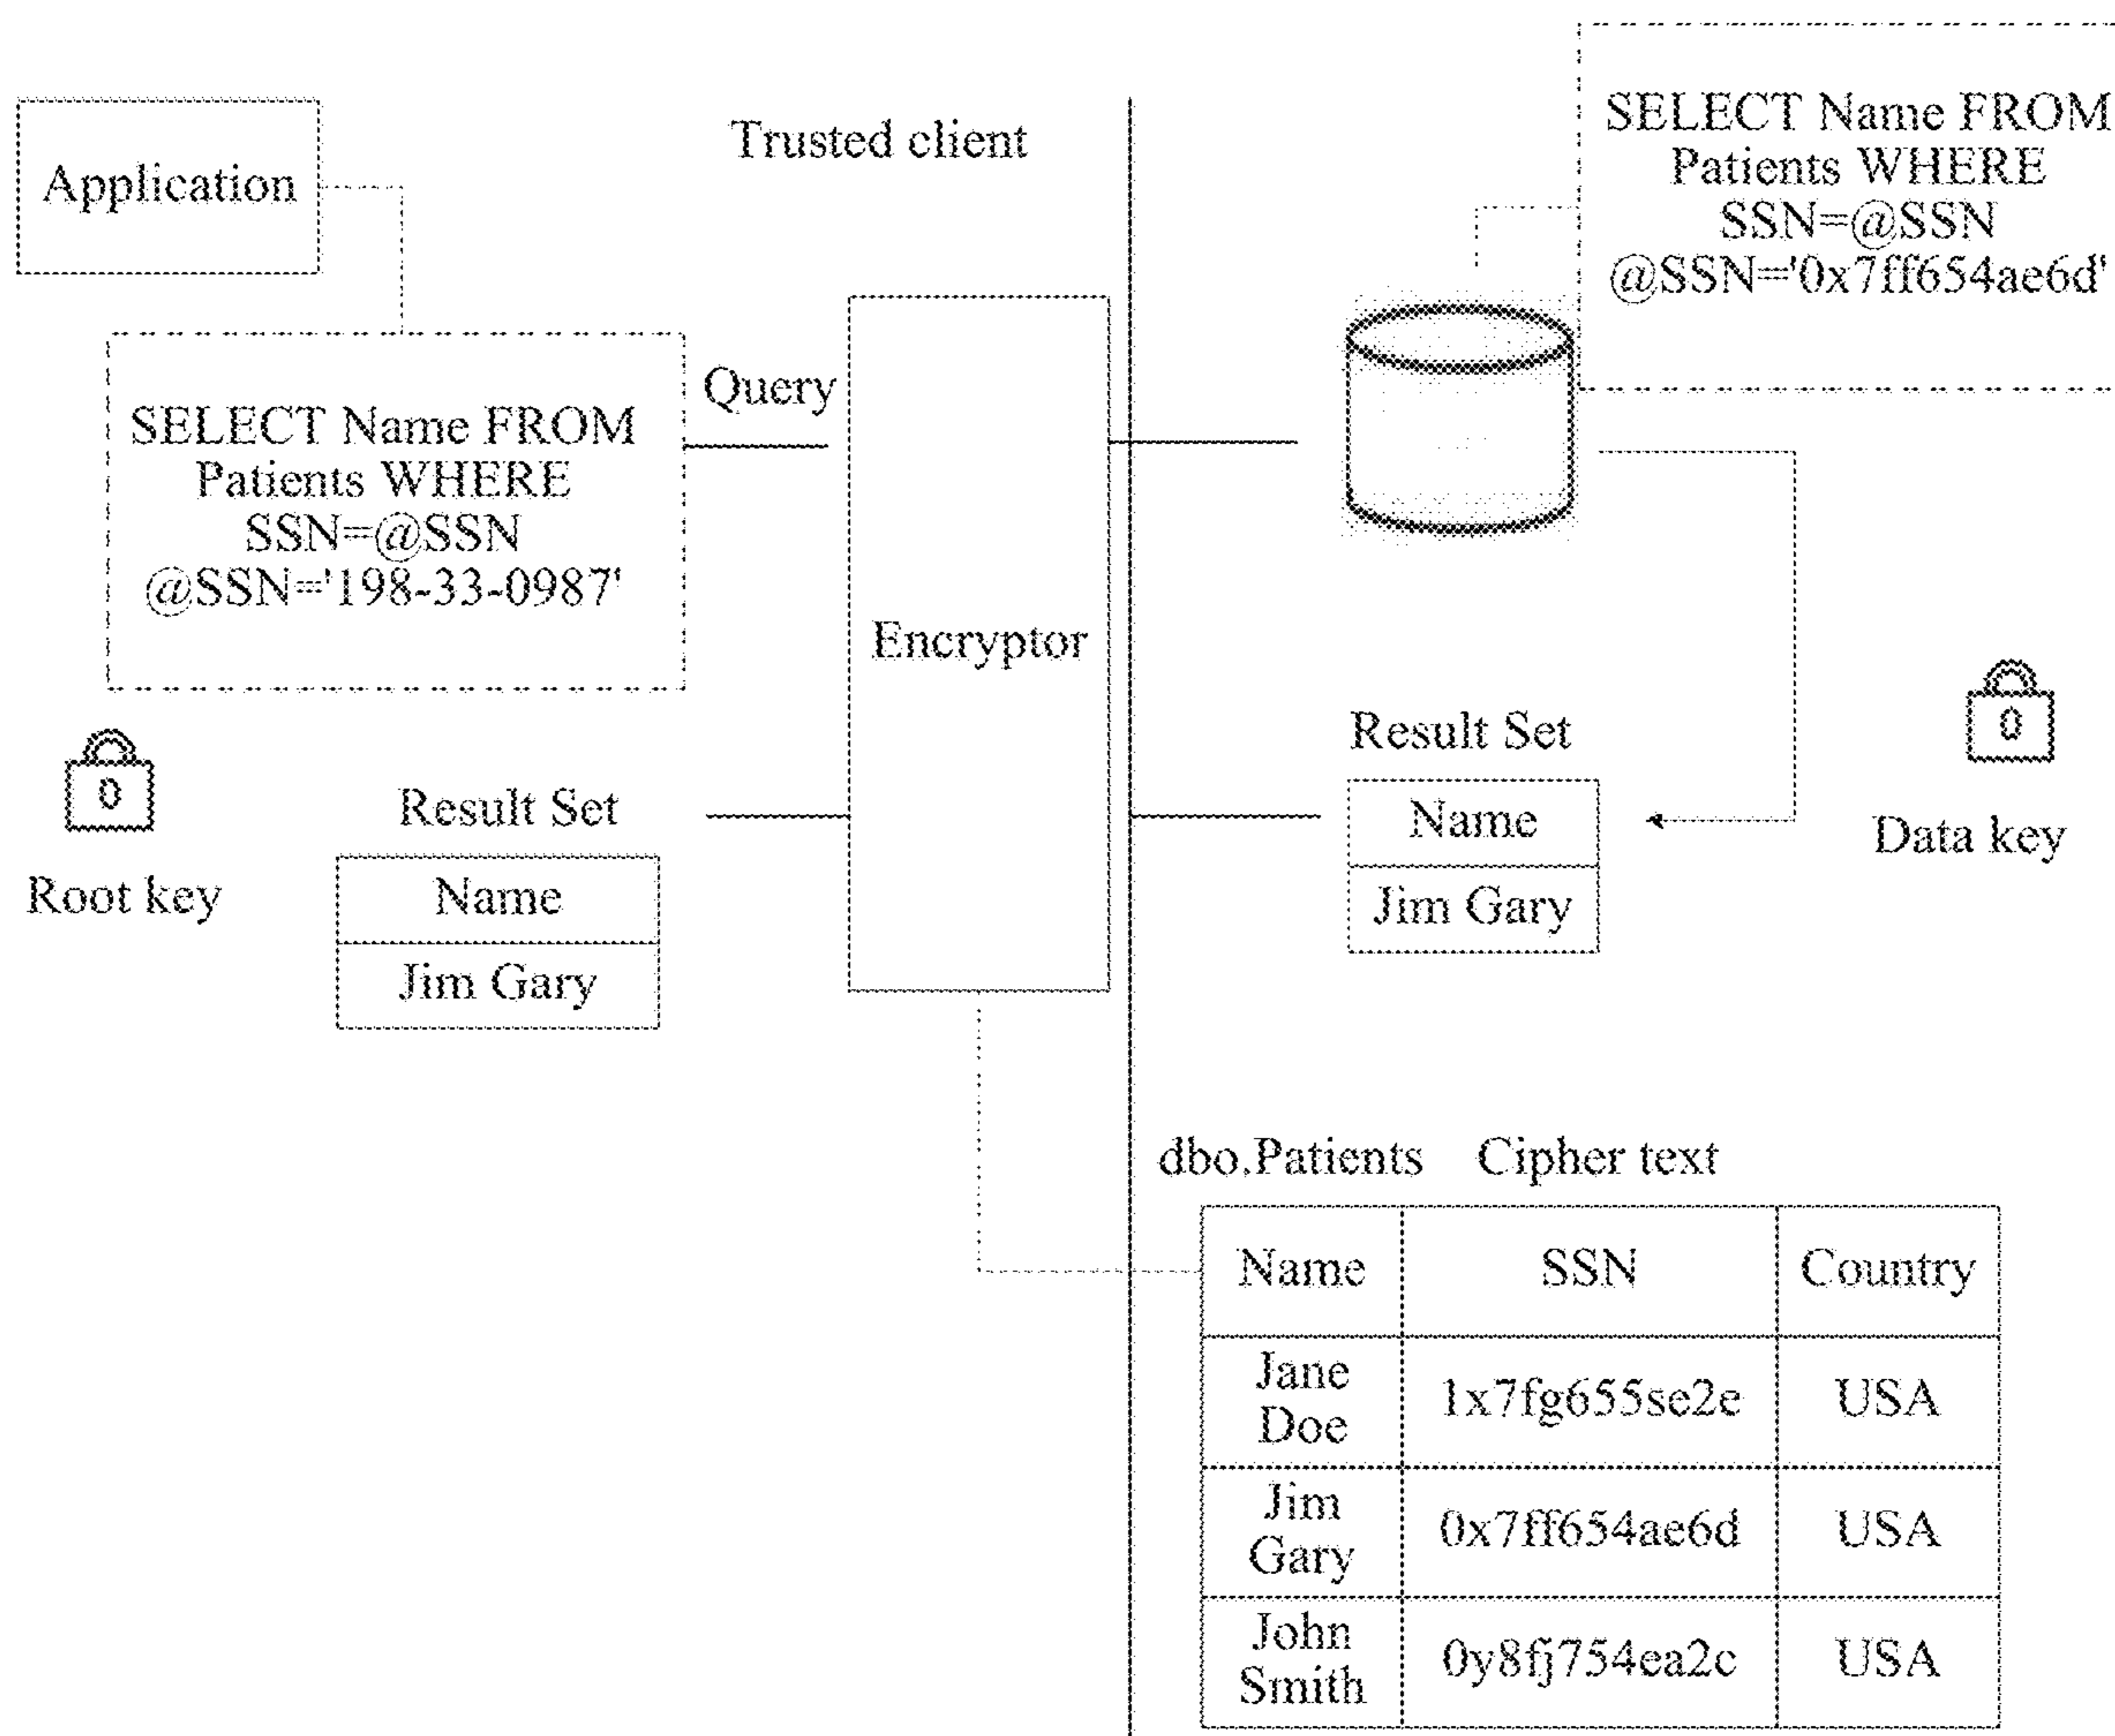 Application
Trusted client
SELECT Name FROM
Patients WHERE
SSN=@SSN
@SSN='0x7ff654ae6d'
SELECT Name FROM
Patients WHERE
SSN=@SSN
@SSN='198-33-0987'
Query
Encryptor
0
Root key
Result Set
Name
Jim Gary
Result Set
Name
Jim Gary
0
Data key
dbo.Patients Cipher text
Name SSN Country
Jane
Doe
1x7fg655se2e USA
Jim
Gary
0x7ff654ae6d USA
John
Smith
0y8fj754ea2c USA